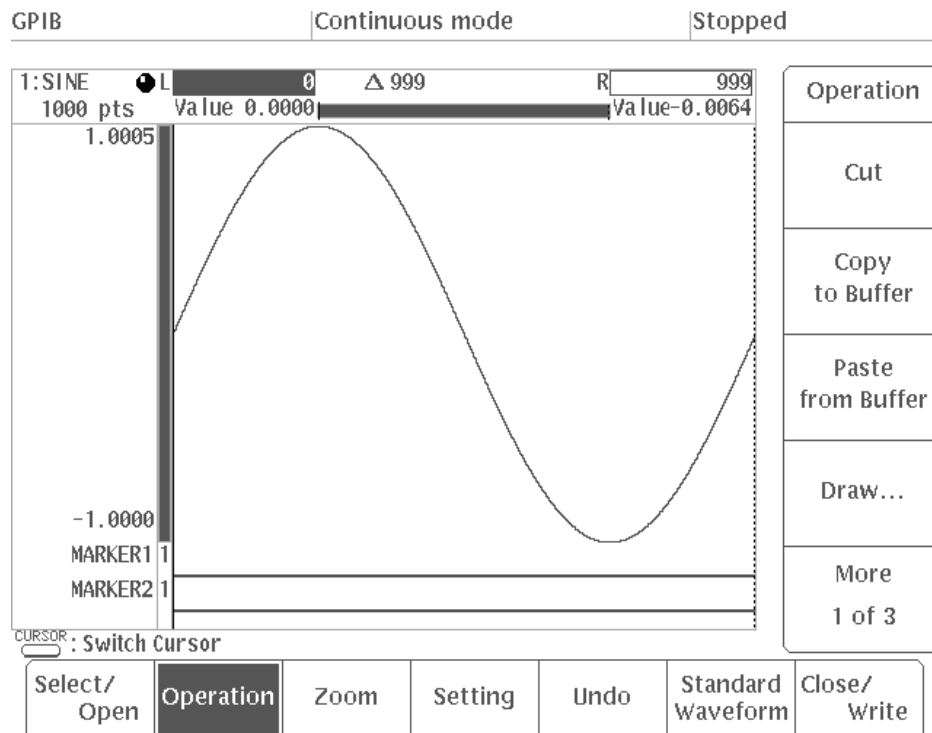 GPIB Continuous mode Stopped
1:SINE L 0 Δ 999 R 999
1000 pts Value 0.0000 Value-0.0064
1.0005
-1.0000
MARKER1 1
MARKER2 1
CURSOR : Switch Cursor
Operation
Cut
Copy
to Buffer
Paste
from Buffer
Draw...
More
1 of 3
Select/
Open
Operation
Zoom
Setting
Undo
Standard
Waveform
Close/
Write